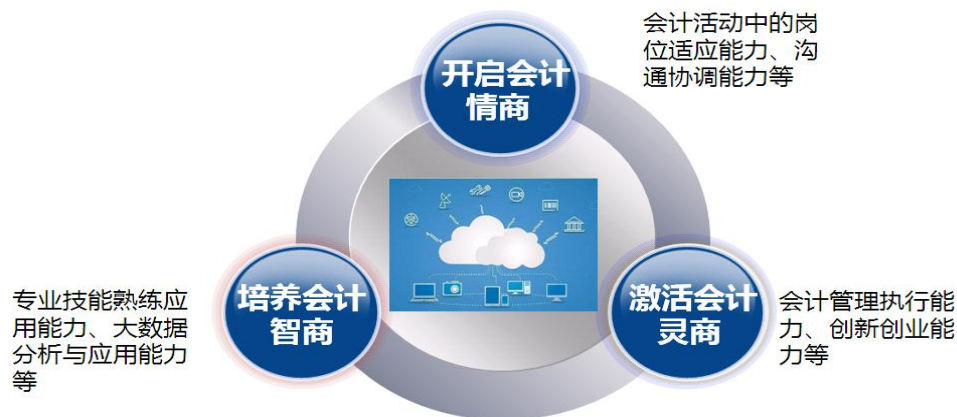 会计活动中的岗
位适应能力、沟
通协调能力等
开启会计
情商
专业技能熟练应
用能力、大数据
分析与应用能力
等
培养会计
智商
激活会计
灵商
会计管理执行能
力、创新创业能
力等